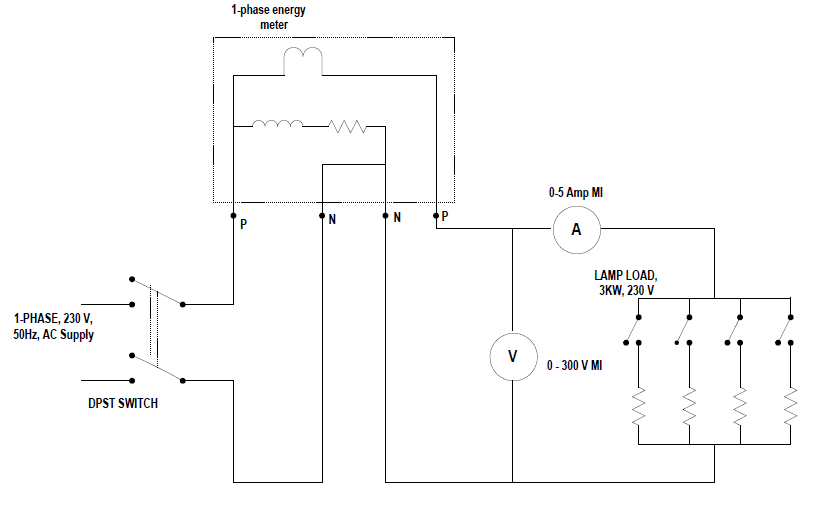 1-phase energy
meter
P
N
N
P
0-5 Amp MI
A
LAMP LOAD,
3KW, 230 V
1-PHASE, 230 V,
50Hz, AC Supply
V
0 - 300 V MI
DPST SWITCH